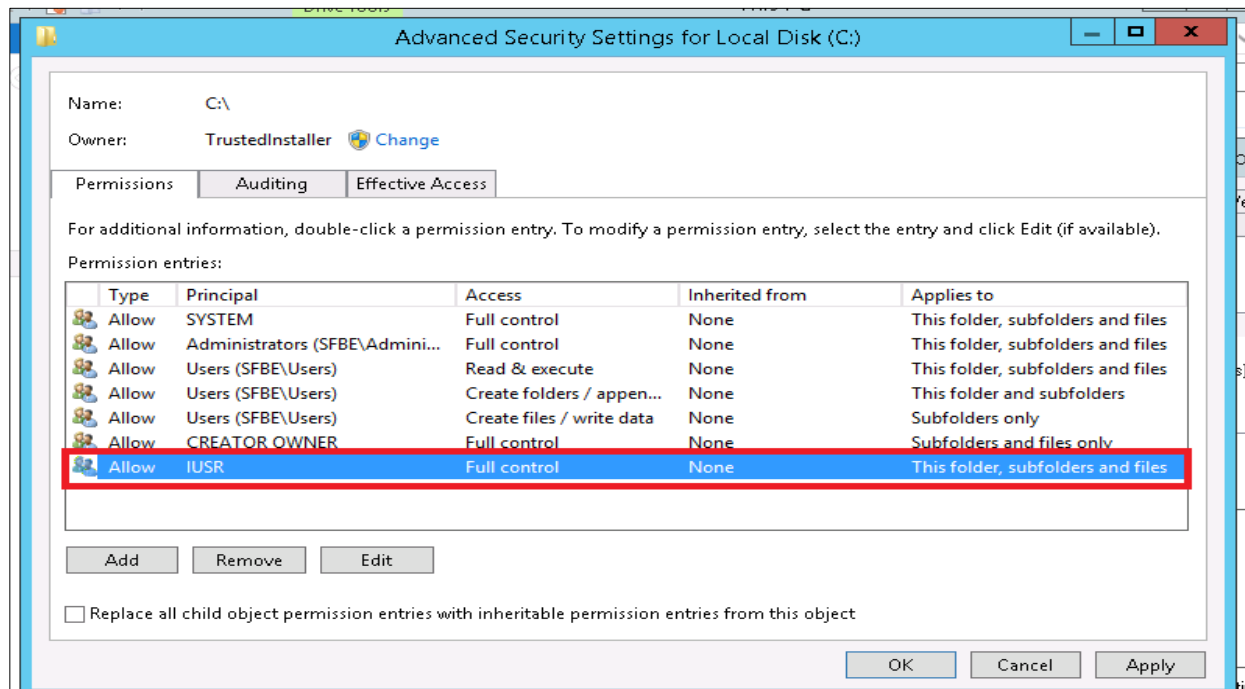 Drive Tools
Advanced Security Settings for Local Disk (C:)
Name: C:\
Owner: TrustedInstaller Change
Permissions Auditing Effective Access
For additional information, double-click a permission entry. To modify a permission entry, select the entry and click Edit (if available).
Permission entries:
Type Principal Access Inherited from Applies to
Allow SYSTEM Full control None This folder, subfolders and files
Allow Administrators (SFBE\Admini... Full control None This folder, subfolders and files
Allow Users (SFBE\Users) Read & execute None This folder, subfolders and files
Allow Users (SFBE\Users) Create folders / appen... None This folder and subfolders
Allow Users (SFBE\Users) Create files / write data None Subfolders only
Allow CREATOR OWNER Full control None Subfolders and files only
Allow IUSR Full control None This folder, subfolders and files
Add Remove Edit
Replace all child object permission entries with inheritable permission entries from this object
OK Cancel Apply